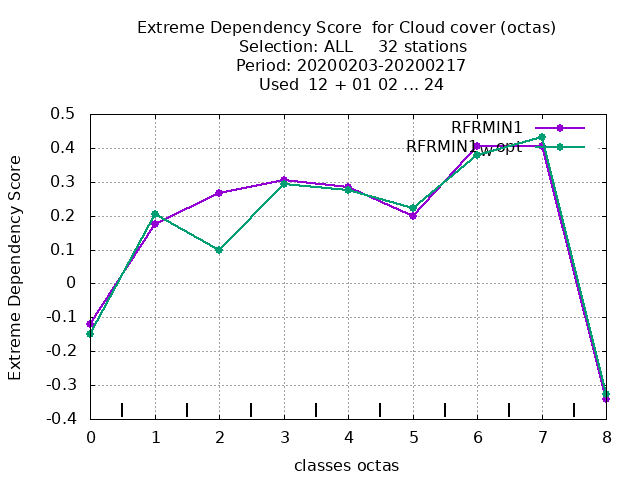 Extreme Dependency Score  for Cloud cover (octas)
Selection: ALL     32 stations
Period: 20200203-20200217
Used  12 + 01 02 ... 24
RFRMIN1
RFRMIN1_w_opt
0.5
0.4
0.3
0.2
0.1
0
-0.1
-0.2
-0.3
-0.4
Extreme Dependency Score
0 1 2 3 4 5 6 7 8
classes octas